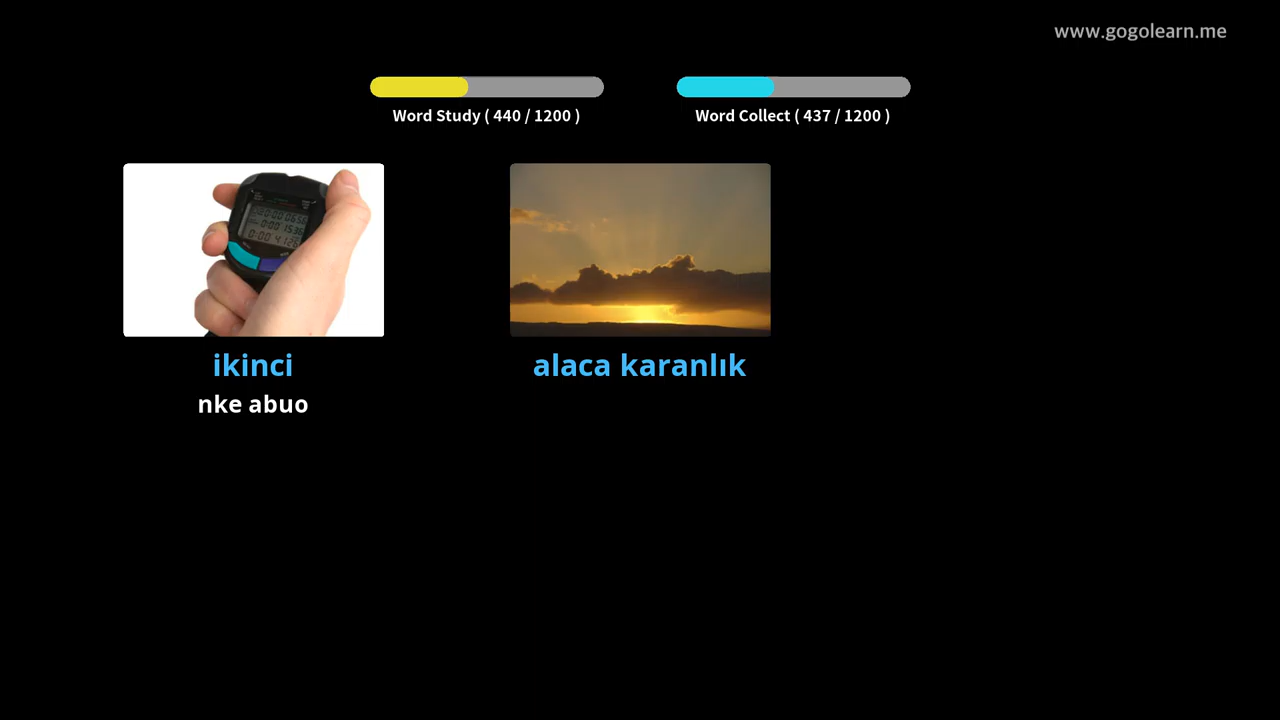 www.gogolearn.me
Word Study ( 440 / 1200 )
Word Collect ( 437 / 1200 )
ikinci
nke abuo
alaca karanlık